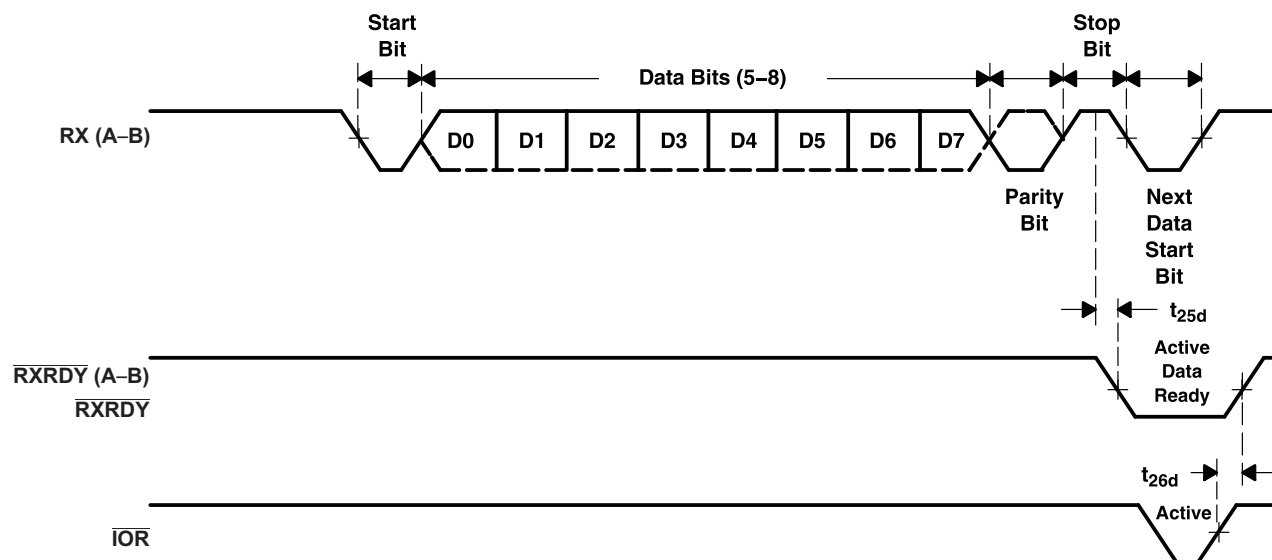 Start
Bit
Stop
Bit
Data Bits (5–8)
RX (A–B)
D0 D1 D2 D3 D4 D5 D6 D7
Parity
Bit
Next
Data
Start
Bit
t25d
RXRDY (A–B)
RXRDY
Active
Data
Ready
t26d
Active
IOR